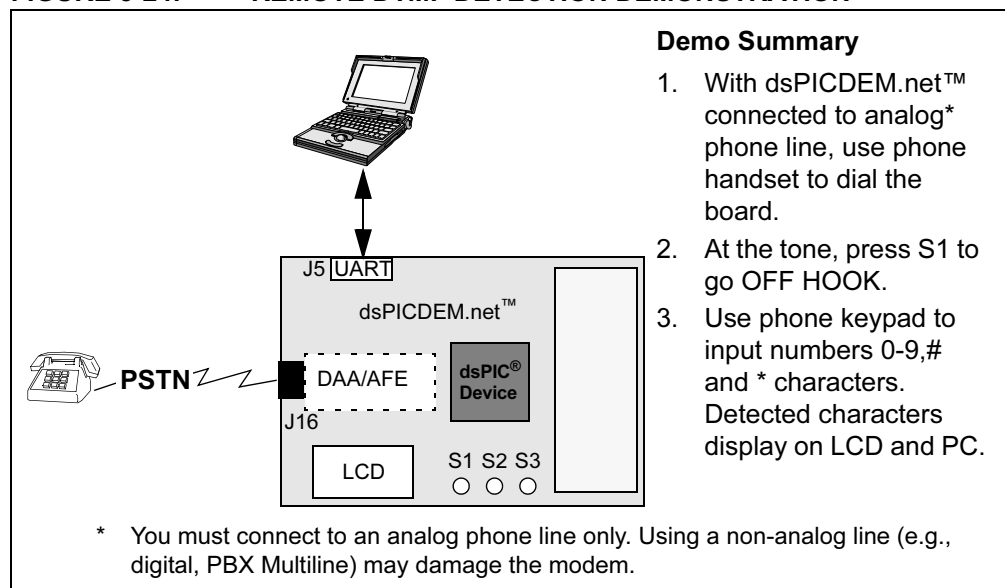 Demo Summary
1. With dsPICDEM.net™
connected to analog*
phone line, use phone
handset to dial the
board.
2. At the tone, press S1 to
go OFF HOOK.
3. Use phone keypad to
input numbers 0-9,#
and * characters.
Detected characters
display on LCD and PC.
J5 UART
dsPICDEM.net™
PSTN
DAA/AFE
dsPIC®
Device
J16
LCD
S1 S2 S3
* You must connect to an analog phone line only. Using a non-analog line (e.g.,
digital, PBX Multiline) may damage the modem.